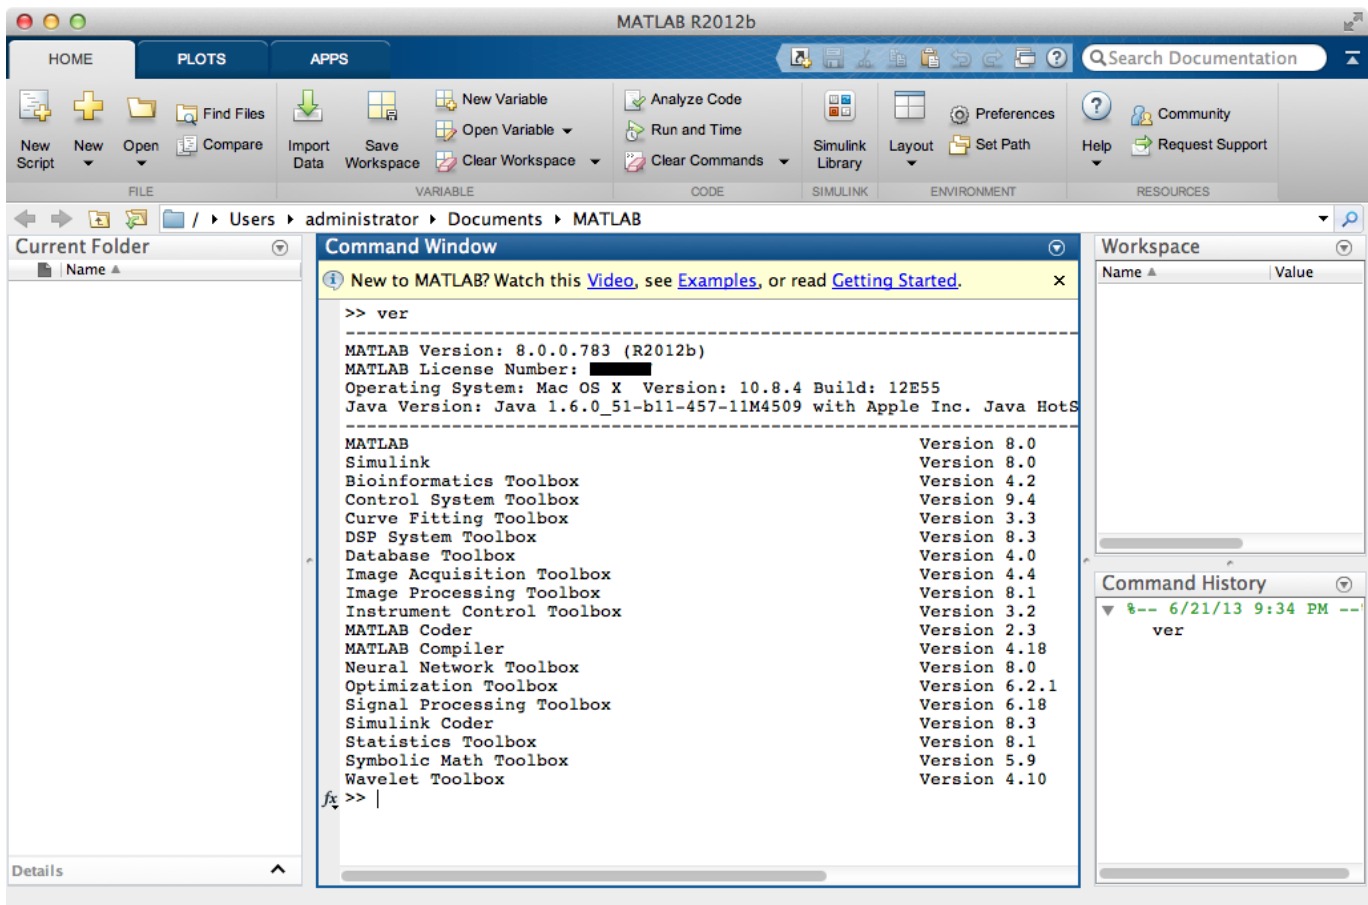 MATLAB R2012b
HOME PLOTS APPS Search Documentation
New Script New Open Find Files Compare
Import Data Save Workspace New Variable Open Variable Clear Workspace
Analyze Code Run and Time Clear Commands
Simulink Library Layout Preferences Set Path
Help Community Request Support
FILE VARIABLE CODE SIMULINK ENVIRONMENT RESOURCES
/ Users administrator Documents MATLAB
Current Folder
Name
Details
Command Window
New to MATLAB? Watch this Video, see Examples, or read Getting Started.
>> ver
--------------------------------------------------------------------------------
MATLAB Version: 8.0.0.783 (R2012b)
MATLAB License Number:
Operating System: Mac OS X  Version: 10.8.4 Build: 12E55
Java Version: Java 1.6.0_51-b11-457-11M4509 with Apple Inc. Java HotS
--------------------------------------------------------------------------------
MATLAB Version 8.0
Simulink Version 8.0
Bioinformatics Toolbox Version 4.2
Control System Toolbox Version 9.4
Curve Fitting Toolbox Version 3.3
DSP System Toolbox Version 8.3
Database Toolbox Version 4.0
Image Acquisition Toolbox Version 4.4
Image Processing Toolbox Version 8.1
Instrument Control Toolbox Version 3.2
MATLAB Coder Version 2.3
MATLAB Compiler Version 4.18
Neural Network Toolbox Version 8.0
Optimization Toolbox Version 6.2.1
Signal Processing Toolbox Version 6.18
Simulink Coder Version 8.3
Statistics Toolbox Version 8.1
Symbolic Math Toolbox Version 5.9
Wavelet Toolbox Version 4.10
fx >>
Workspace
Name Value
Command History
%-- 6/21/13 9:34 PM --
ver